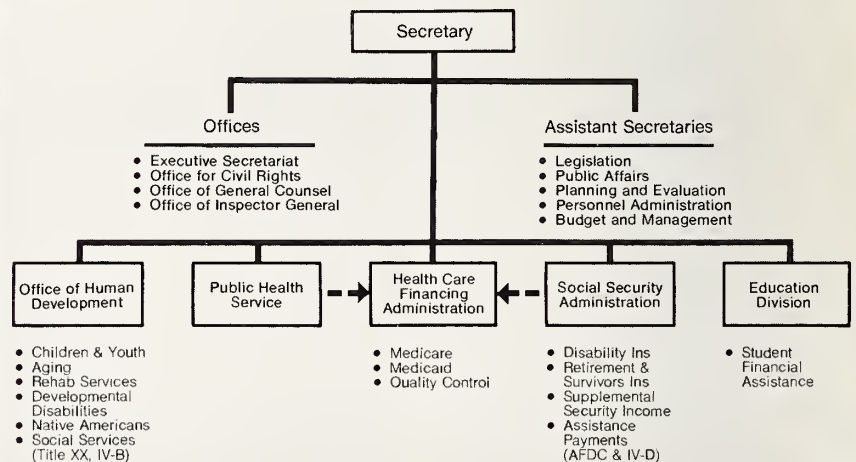 Secretary
Offices
• Executive Secretariat
• Office for Civil Rights
• Office of General Counsel
• Office of Inspector General
Assistant Secretaries
• Legislation
• Public Affairs
• Planning and Evaluation
• Personnel Administration
• Budget and Management
Office of Human
Development
• Children & Youth
• Aging
• Rehab Services
• Developmental
Disabilities
• Native Americans
• Social Services
(Title XX, IV-B)
Public Health
Service
Health Care
Financing
Administration
• Medicare
• Medicaid
• Quality Control
Social Security
Administration
• Disability Ins
• Retirement &
Survivors Ins
• Supplemental
Security Income
• Assistance
Payments
(AFDC & IV-D)
Education
Division
• Student
Financial
Assistance